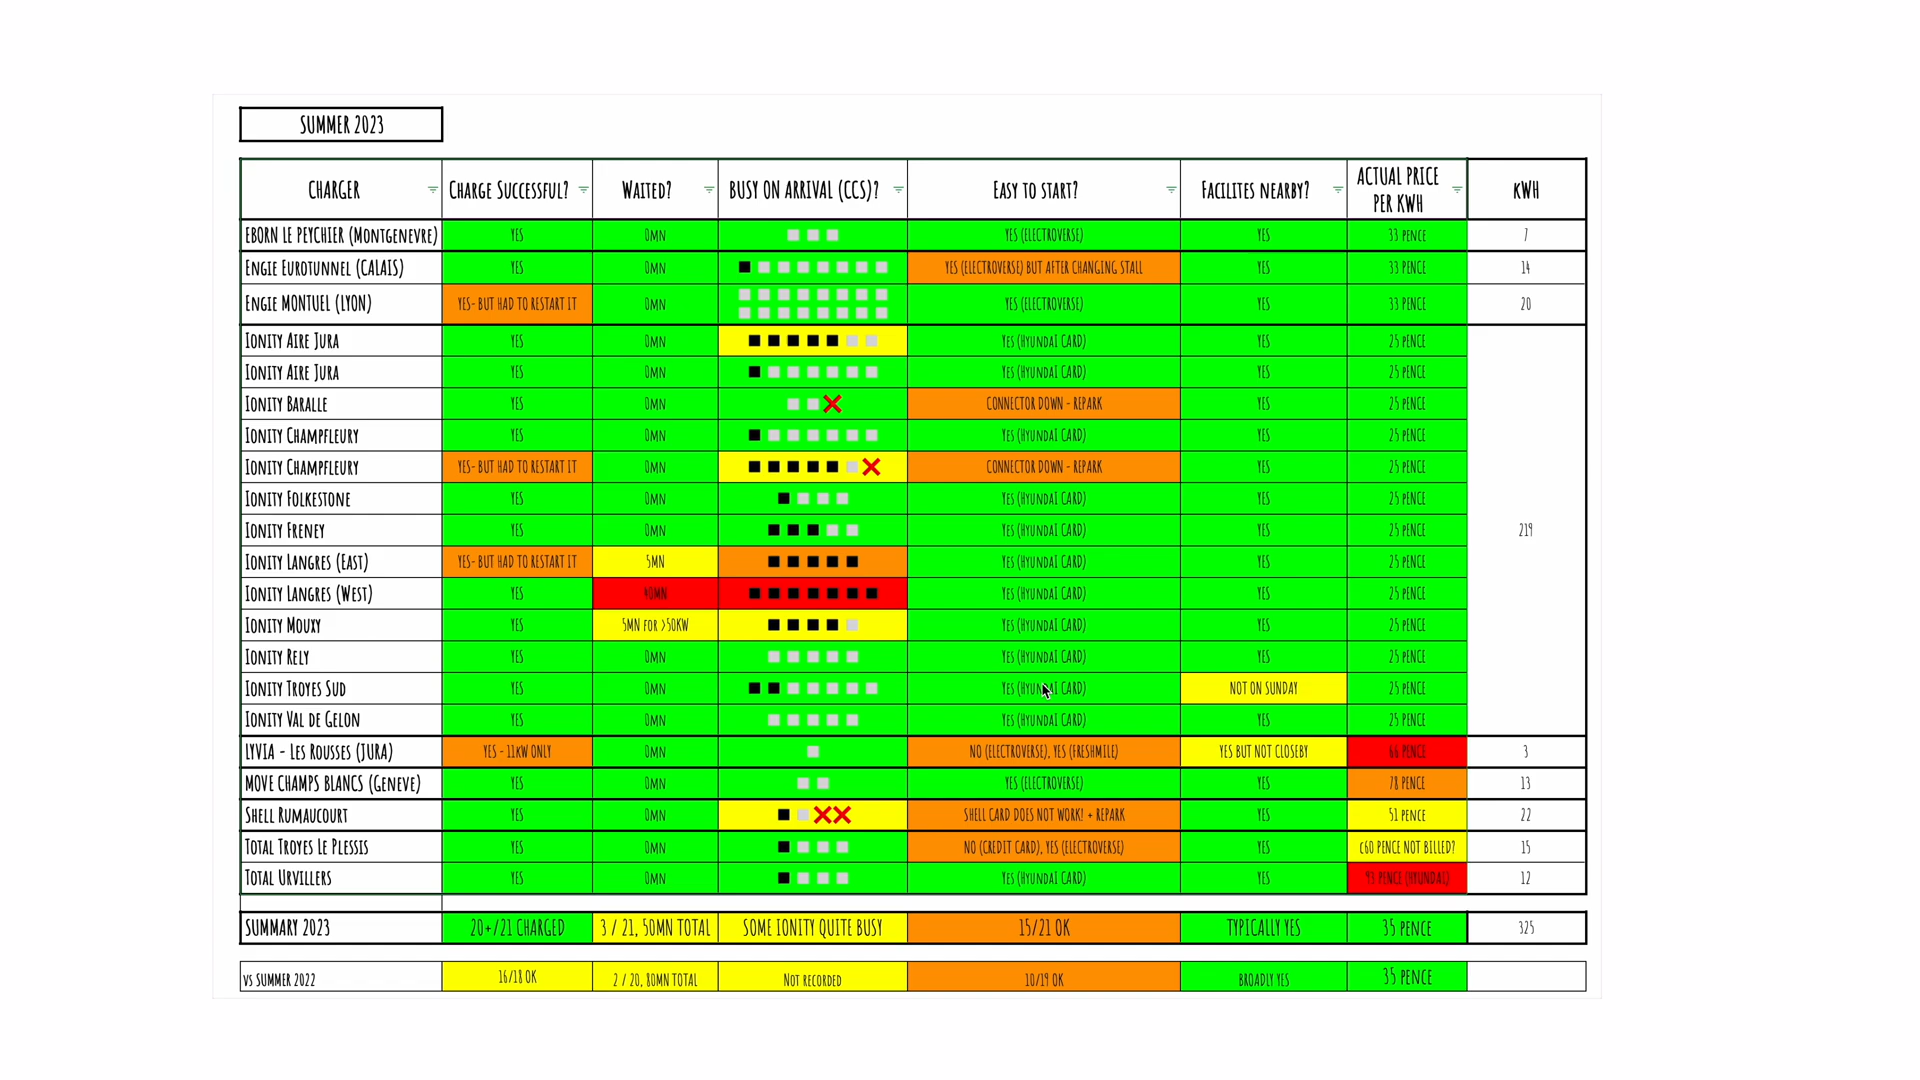 SUMMER 2023
CHARGER CHARGE SUCCESSFUL? WAITED? BUSY ON ARRIVAL (CCS)? EASY TO START? FACILITES NEARBY? ACTUAL PRICE PER KWH KWH
EBORN LE PEYCHIER (MONTGENEVRE) YES 0MN YES (ELECTROVERSE) YES 33 PENCE 7
ENGIE EUROTUNNEL (CALAIS) YES 0MN YES (ELECTROVERSE) BUT AFTER CHANGING STALL YES 33 PENCE 14
ENGIE MONTUEL (LYON) YES- BUT HAD TO RESTART IT 0MN YES (ELECTROVERSE) YES 33 PENCE 20
IONITY AIRE JURA YES 0MN YES (HYUNDAI CARD) YES 25 PENCE
IONITY AIRE JURA YES 0MN YES (HYUNDAI CARD) YES 25 PENCE
IONITY BARALLE YES 0MN CONNECTOR DOWN - REPARK YES 25 PENCE
IONITY CHAMPFLEURY YES 0MN YES (HYUNDAI CARD) YES 25 PENCE
IONITY CHAMPFLEURY YES- BUT HAD TO RESTART IT 0MN CONNECTOR DOWN - REPARK YES 25 PENCE
IONITY FOLKESTONE YES 0MN YES (HYUNDAI CARD) YES 25 PENCE
IONITY FRENEY YES 0MN YES (HYUNDAI CARD) YES 25 PENCE 219
IONITY LANGRES (EAST) YES- BUT HAD TO RESTART IT 5MN YES (HYUNDAI CARD) YES 25 PENCE
IONITY LANGRES (WEST) YES 40MN YES (HYUNDAI CARD) YES 25 PENCE
IONITY MOUXY YES 5MN FOR >50KW YES (HYUNDAI CARD) YES 25 PENCE
IONITY RELY YES 0MN YES (HYUNDAI CARD) YES 25 PENCE
IONITY TROYES SUD YES 0MN YES (HYUNDAI CARD) NOT ON SUNDAY 25 PENCE
IONITY VAL DE GELON YES 0MN YES (HYUNDAI CARD) YES 25 PENCE
LYVIA - LES ROUSSES (JURA) YES - 11KW ONLY 0MN NO (ELECTROVERSE), YES (FRESHMILE) YES BUT NOT CLOSEBY 66 PENCE 3
MOVE CHAMPS BLANCS (GENEVE) YES 0MN YES (ELECTROVERSE) YES 78 PENCE 13
SHELL RUMAUCOURT YES 0MN SHELL CARD DOES NOT WORK! + REPARK YES 51 PENCE 22
TOTAL TROYES LE PLESSIS YES 0MN NO (CREDIT CARD), YES (ELECTROVERSE) YES c60 PENCE NOT BILLED? 15
TOTAL URVILLERS YES 0MN YES (HYUNDAI CARD) YES 93 PENCE (HYUNDAI) 12
SUMMARY 2023 20+/21 CHARGED 3 / 21, 50MN TOTAL SOME IONITY QUITE BUSY 15/21 OK TYPICALLY YES 35 PENCE 325
VS SUMMER 2022 16/18 OK 2 / 20, 80MN TOTAL NOT RECORDED 10/19 OK BROADLY YES 35 PENCE